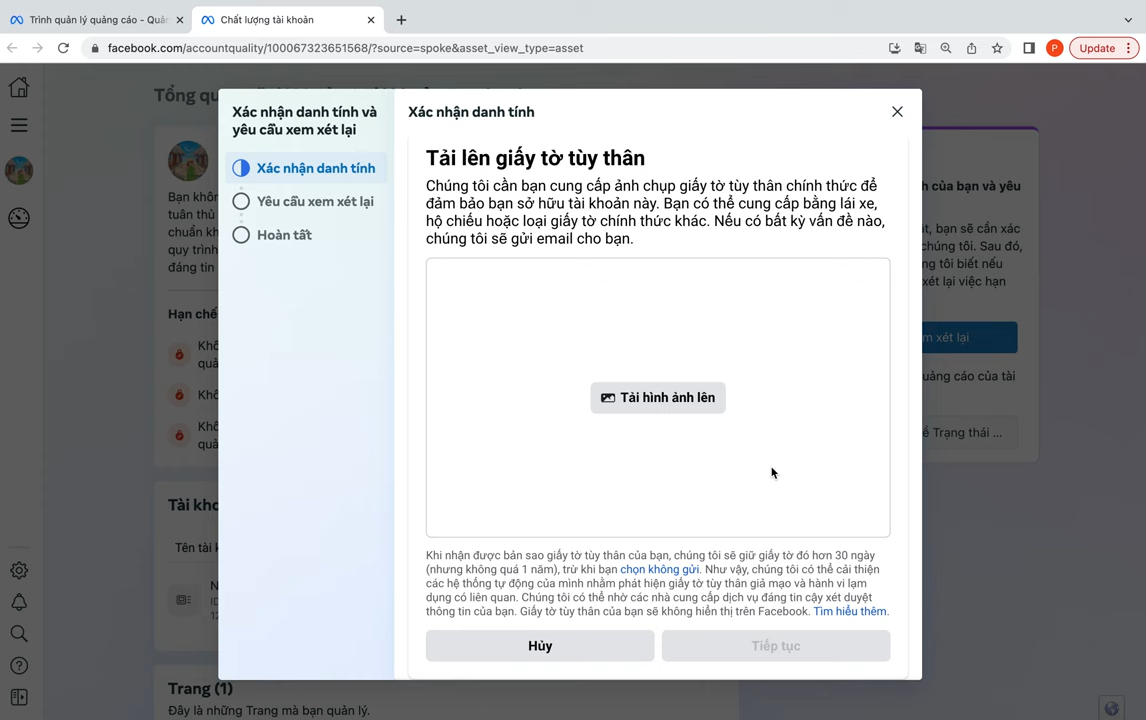 Trình quản lý quảng cáo - Quản
Chất lượng tài khoản
facebook.com/accountquality/100067323651568/?source=spoke&asset_view_type=asset
P
Update
Tổng qu
Xác nhận danh tính và
yêu cầu xem xét lại
Xác nhận danh tính
Yêu cầu xem xét lại
Hoàn tất
Xác nhận danh tính
Tải lên giấy tờ tùy thân
Chúng tôi cần bạn cung cấp ảnh chụp giấy tờ tùy thân chính thức để
đảm bảo bạn sở hữu tài khoản này. Bạn có thể cung cấp bằng lái xe,
hộ chiếu hoặc loại giấy tờ chính thức khác. Nếu có bất kỳ vấn đề nào,
chúng tôi sẽ gửi email cho bạn.
Tải hình ảnh lên
Khi nhận được bản sao giấy tờ tùy thân của bạn, chúng tôi sẽ giữ giấy tờ đó hơn 30 ngày
(nhưng không quá 1 năm), trừ khi bạn chọn không gửi. Như vậy, chúng tôi có thể cải thiện
các hệ thống tự động của mình nhằm phát hiện giấy tờ tùy thân giả mạo và hành vi lạm
dụng có liên quan. Chúng tôi có thể nhờ các nhà cung cấp dịch vụ đáng tin cậy xét duyệt
thông tin của bạn. Giấy tờ tùy thân của bạn sẽ không hiển thị trên Facebook. Tìm hiểu thêm.
Hủy
Tiếp tục
Bạn khôn
tuân thủ
chuẩn kh
quy trình
đáng tin
Hạn chế
Khô
quả
Khô
Khô
quả
Tài kho
Tên tài k
N
ID
12
Trang (1)
Đây là những Trang mà bạn quản lý.
h của bạn và yêu
t, bạn sẽ cần xác
chúng tôi. Sau đó,
ng tôi biết nếu
xét lại việc hạn
m xét lại
uảng cáo của tài
ề Trạng thái ...